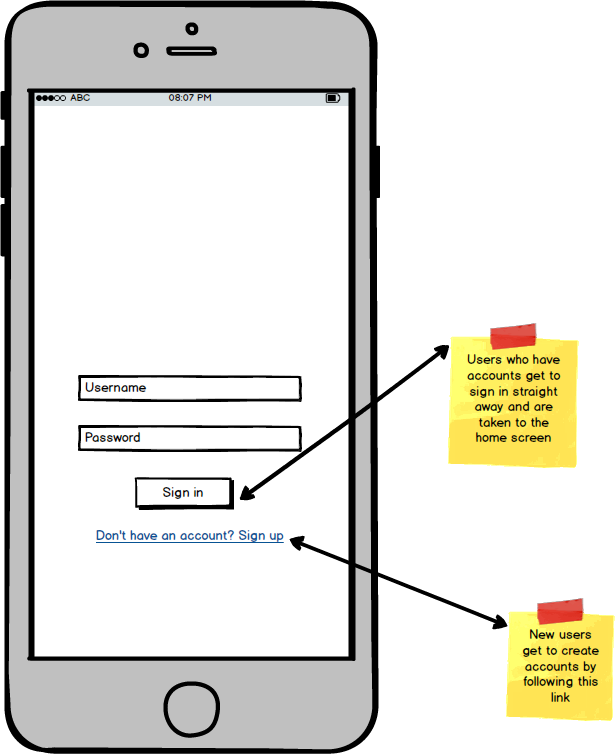 ABC 08:07 PM
Username
Password
Sign in
Don't have an account? Sign up
Users who have
accounts get to
sign in straight
away and are
taken to the
home screen
New users
get to create
accounts by
following this
link